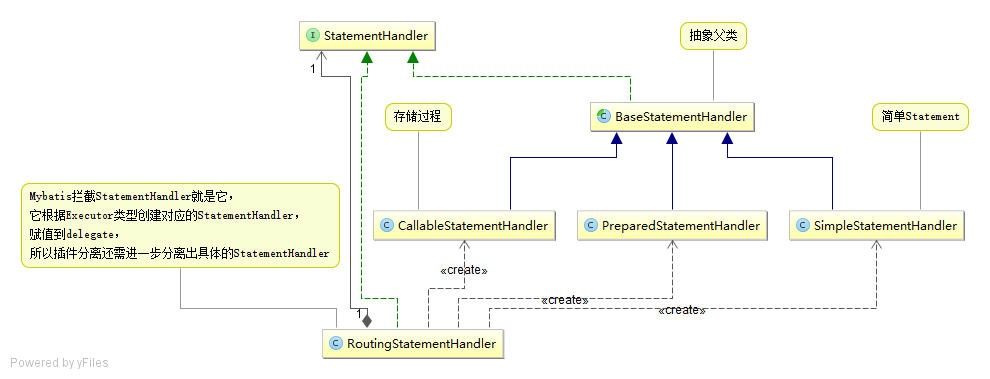 I StatementHandler
抽象父类
1
存储过程
C BaseStatementHandler
简单Statement
Mybatis拦截StatementHandler就是它，
它根据Executor类型创建对应的StatementHandler，
赋值到delegate，
所以插件分离还需进一步分离出具体的StatementHandler
C CallableStatementHandler
C PreparedStatementHandler
C SimpleStatementHandler
«create»
«create»
«create»
1
C RoutingStatementHandler
Powered by yFiles